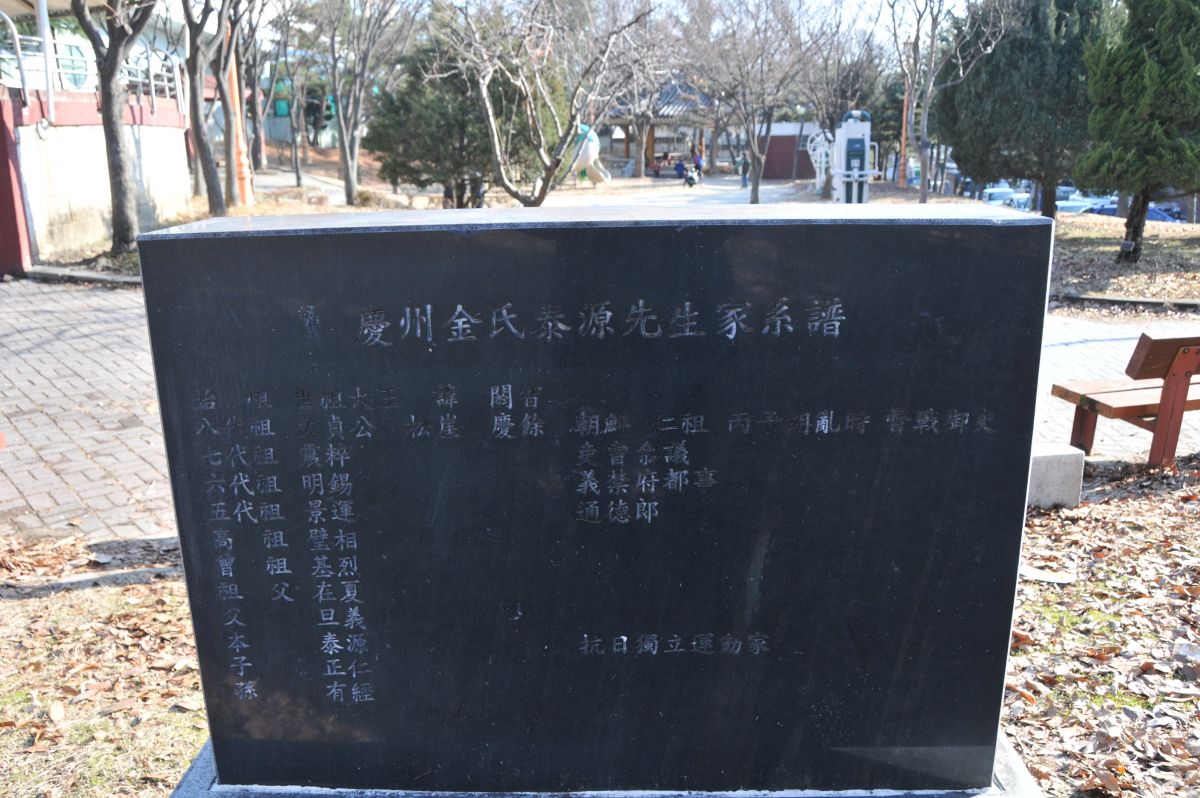 慶州金氏泰源先生家系譜
始祖 世祖大王 諱 閼智
八代祖 文貞公 松崖 慶餘 朝鮮 仁祖 丙子胡亂時 督戰御史
七代祖 粹 吏曹參議
六代祖 明錫 義禁府都事
五代祖 景運 通德郎
高祖 璧相
曾祖 基烈
祖父 在夏
父 旦義
本 泰源 抗日獨立運動家
子 正仁
孫 有經